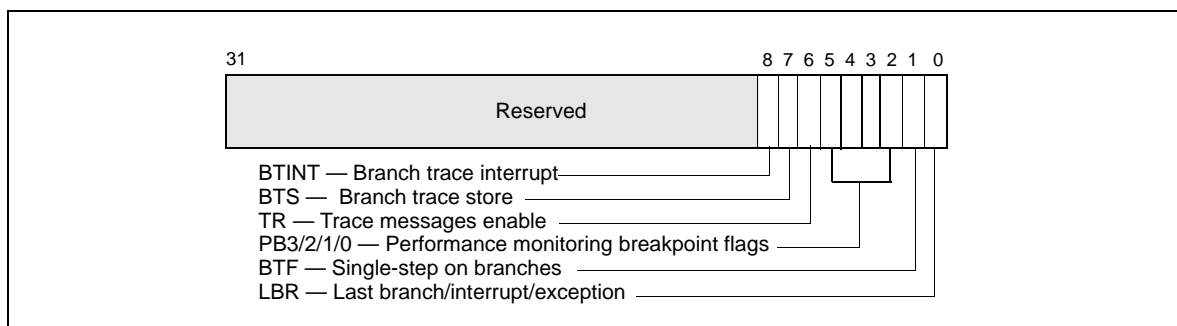 31 8 7 6 5 4 3 2 1 0
Reserved
BTINT — Branch trace interrupt
BTS — Branch trace store
TR — Trace messages enable
PB3/2/1/0 — Performance monitoring breakpoint flags
BTF — Single-step on branches
LBR — Last branch/interrupt/exception